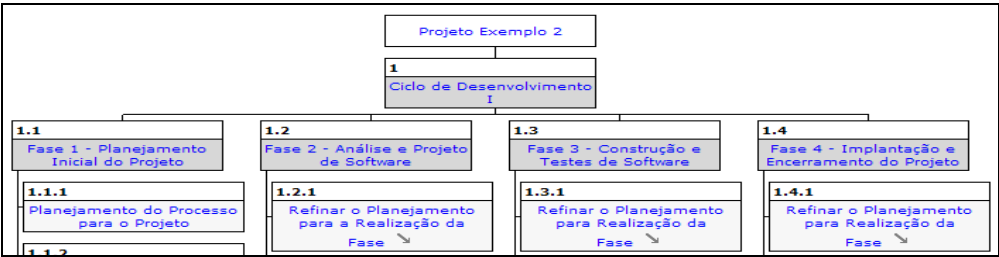 Projeto Exemplo 2
1
Ciclo de Desenvolvimento
I
1.1
Fase 1 - Planejamento
Inicial do Projeto
1.2
Fase 2 - Análise e Projeto
de Software
1.3
Fase 3 - Construção e
Testes de Software
1.4
Fase 4 - Implantação e
Encerramento do Projeto
1.1.1
Planejamento do Processo
para o Projeto
1.2.1
Refinar o Planejamento
para a Realização da
Fase
1.3.1
Refinar o Planejamento
para Realização da
Fase
1.4.1
Refinar o Planejamento
para Realização da
Fase
1.1.2